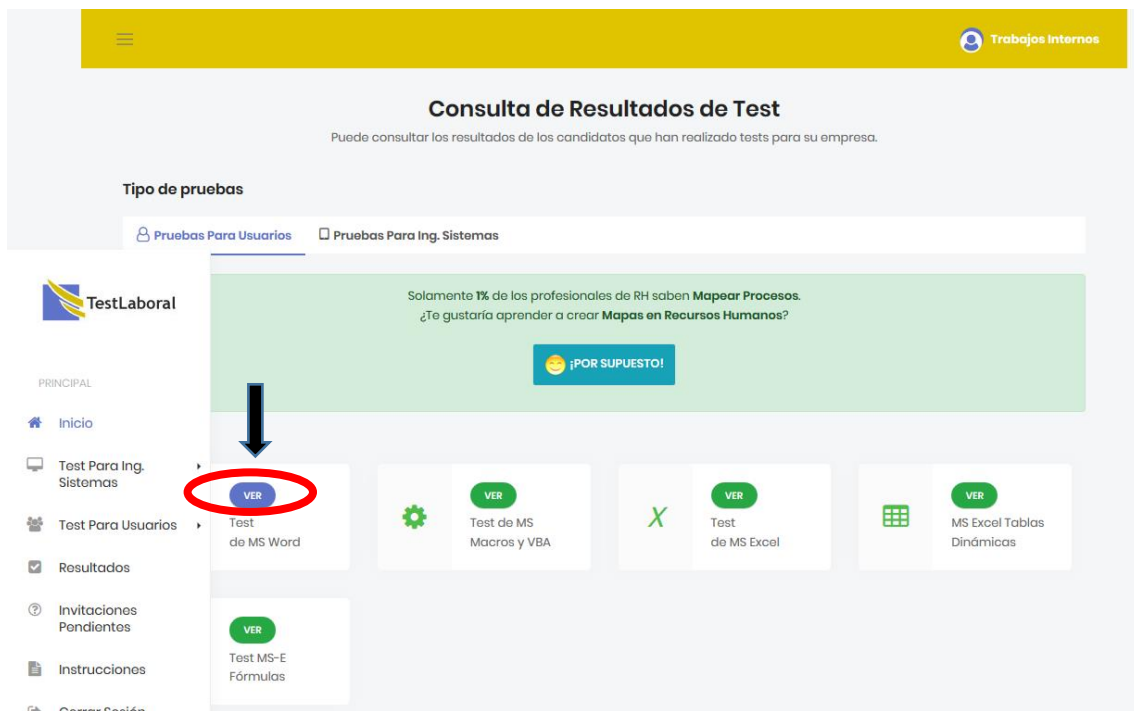 Trabajos Internos
Consulta de Resultados de Test
Puede consultar los resultados de los candidatos que han realizado tests para su empresa.
Tipo de pruebas
Pruebas Para Usuarios
Pruebas Para Ing. Sistemas
Solamente 1% de los profesionales de RH saben Mapear Procesos.
¿Te gustaría aprender a crear Mapas en Recursos Humanos?
¡POR SUPUESTO!
TestLaboral
PRINCIPAL
Inicio
Test Para Ing.
Sistemas
Test Para Usuarios
Resultados
Invitaciones
Pendientes
Instrucciones
Cerrar Sesión
VER
Test
de MS Word
VER
Test de MS
Macros y VBA
X
VER
Test
de MS Excel
VER
MS Excel Tablas
Dinámicas
VER
Test MS-E
Fórmulas